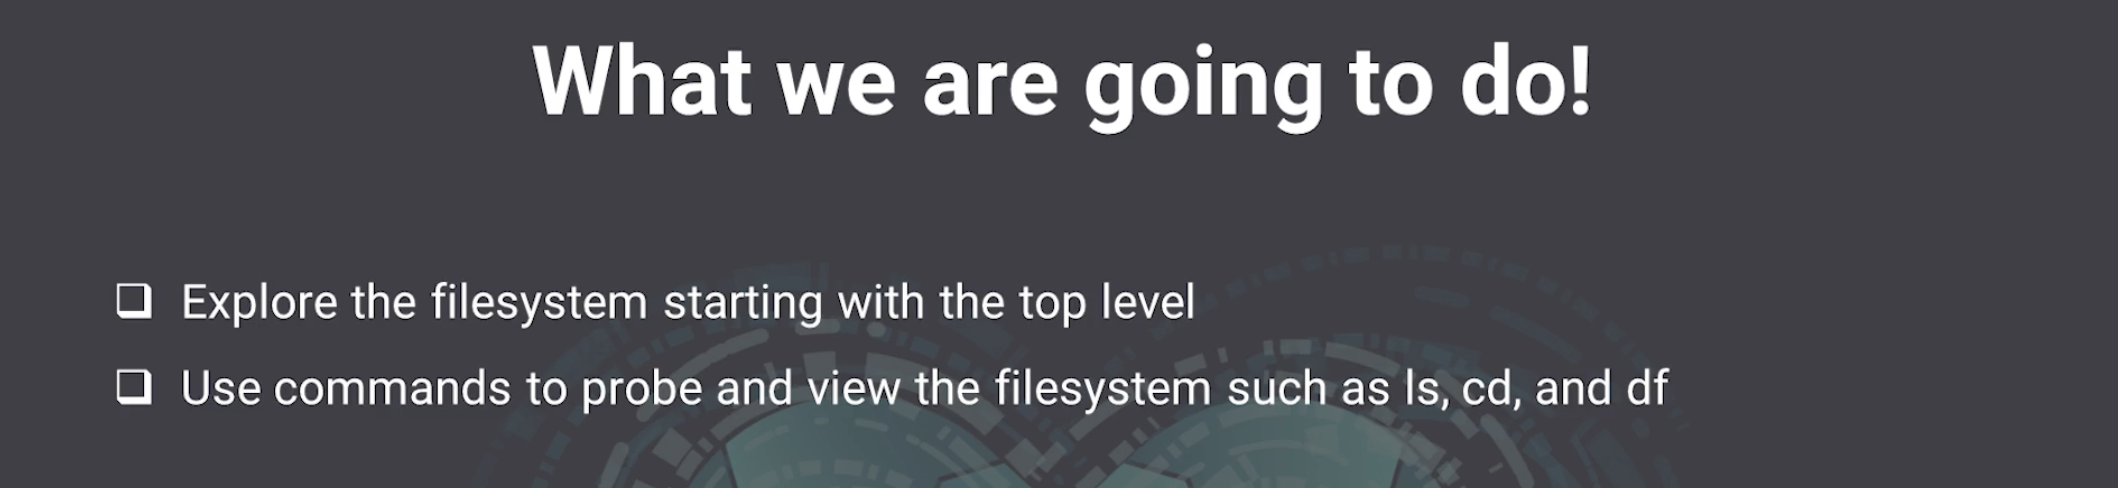 What we are going to do!
❑ Explore the filesystem starting with the top level
❑ Use commands to probe and view the filesystem such as ls, cd, and df